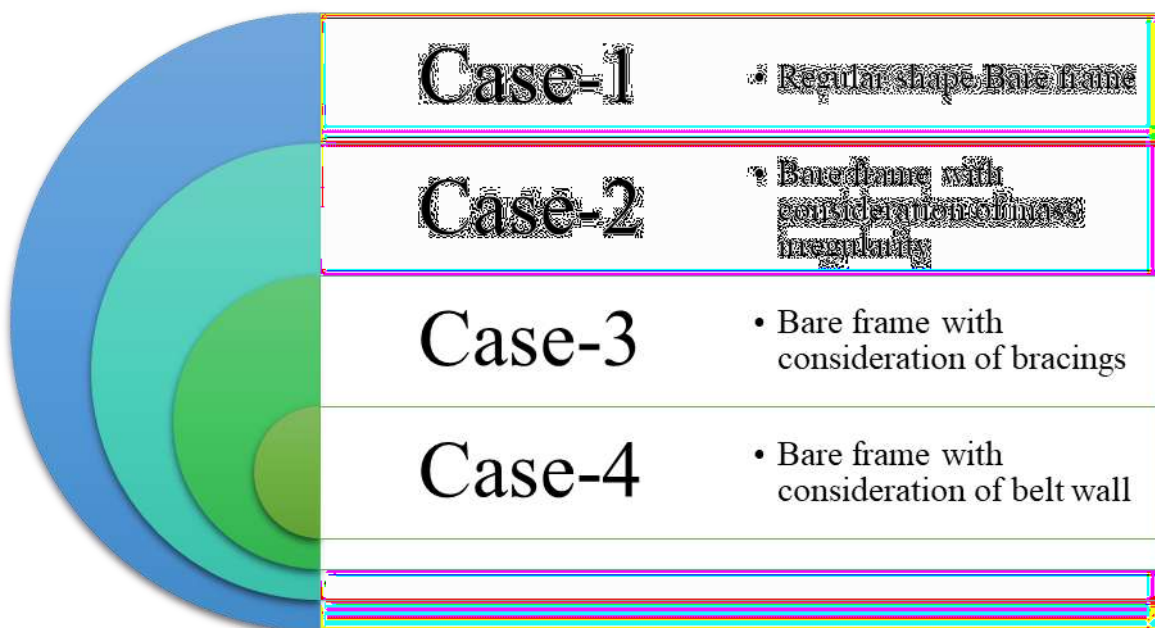 Case-1
• Regular shape Bare frame
Case-2
• Bare frame with
consideration of mass
irregularity
Case-3
• Bare frame with
consideration of bracings
Case-4
• Bare frame with
consideration of belt wall